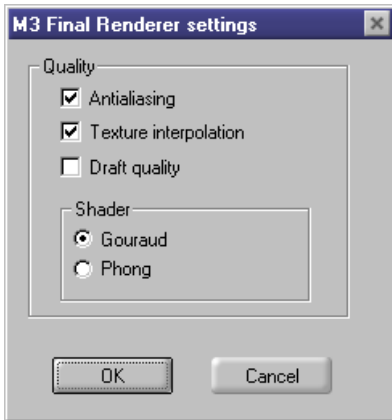 M3 Final Renderer settings
Quality
Antialiasing
Texture interpolation
Draft quality
Shader
Gouraud
Phong
OK
Cancel